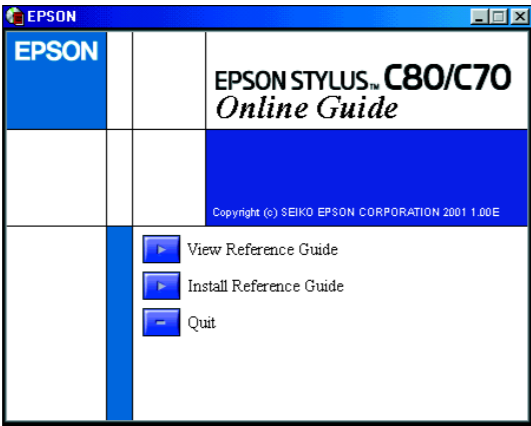 EPSON
EPSON
EPSON STYLUS™ C80/C70
Online Guide
Copyright (c) SEIKO EPSON CORPORATION 2001 1.00E
View Reference Guide
Install Reference Guide
Quit